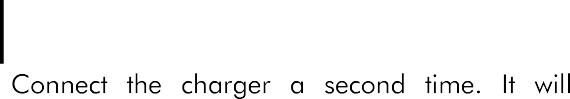 Connect the charger a second time. It will